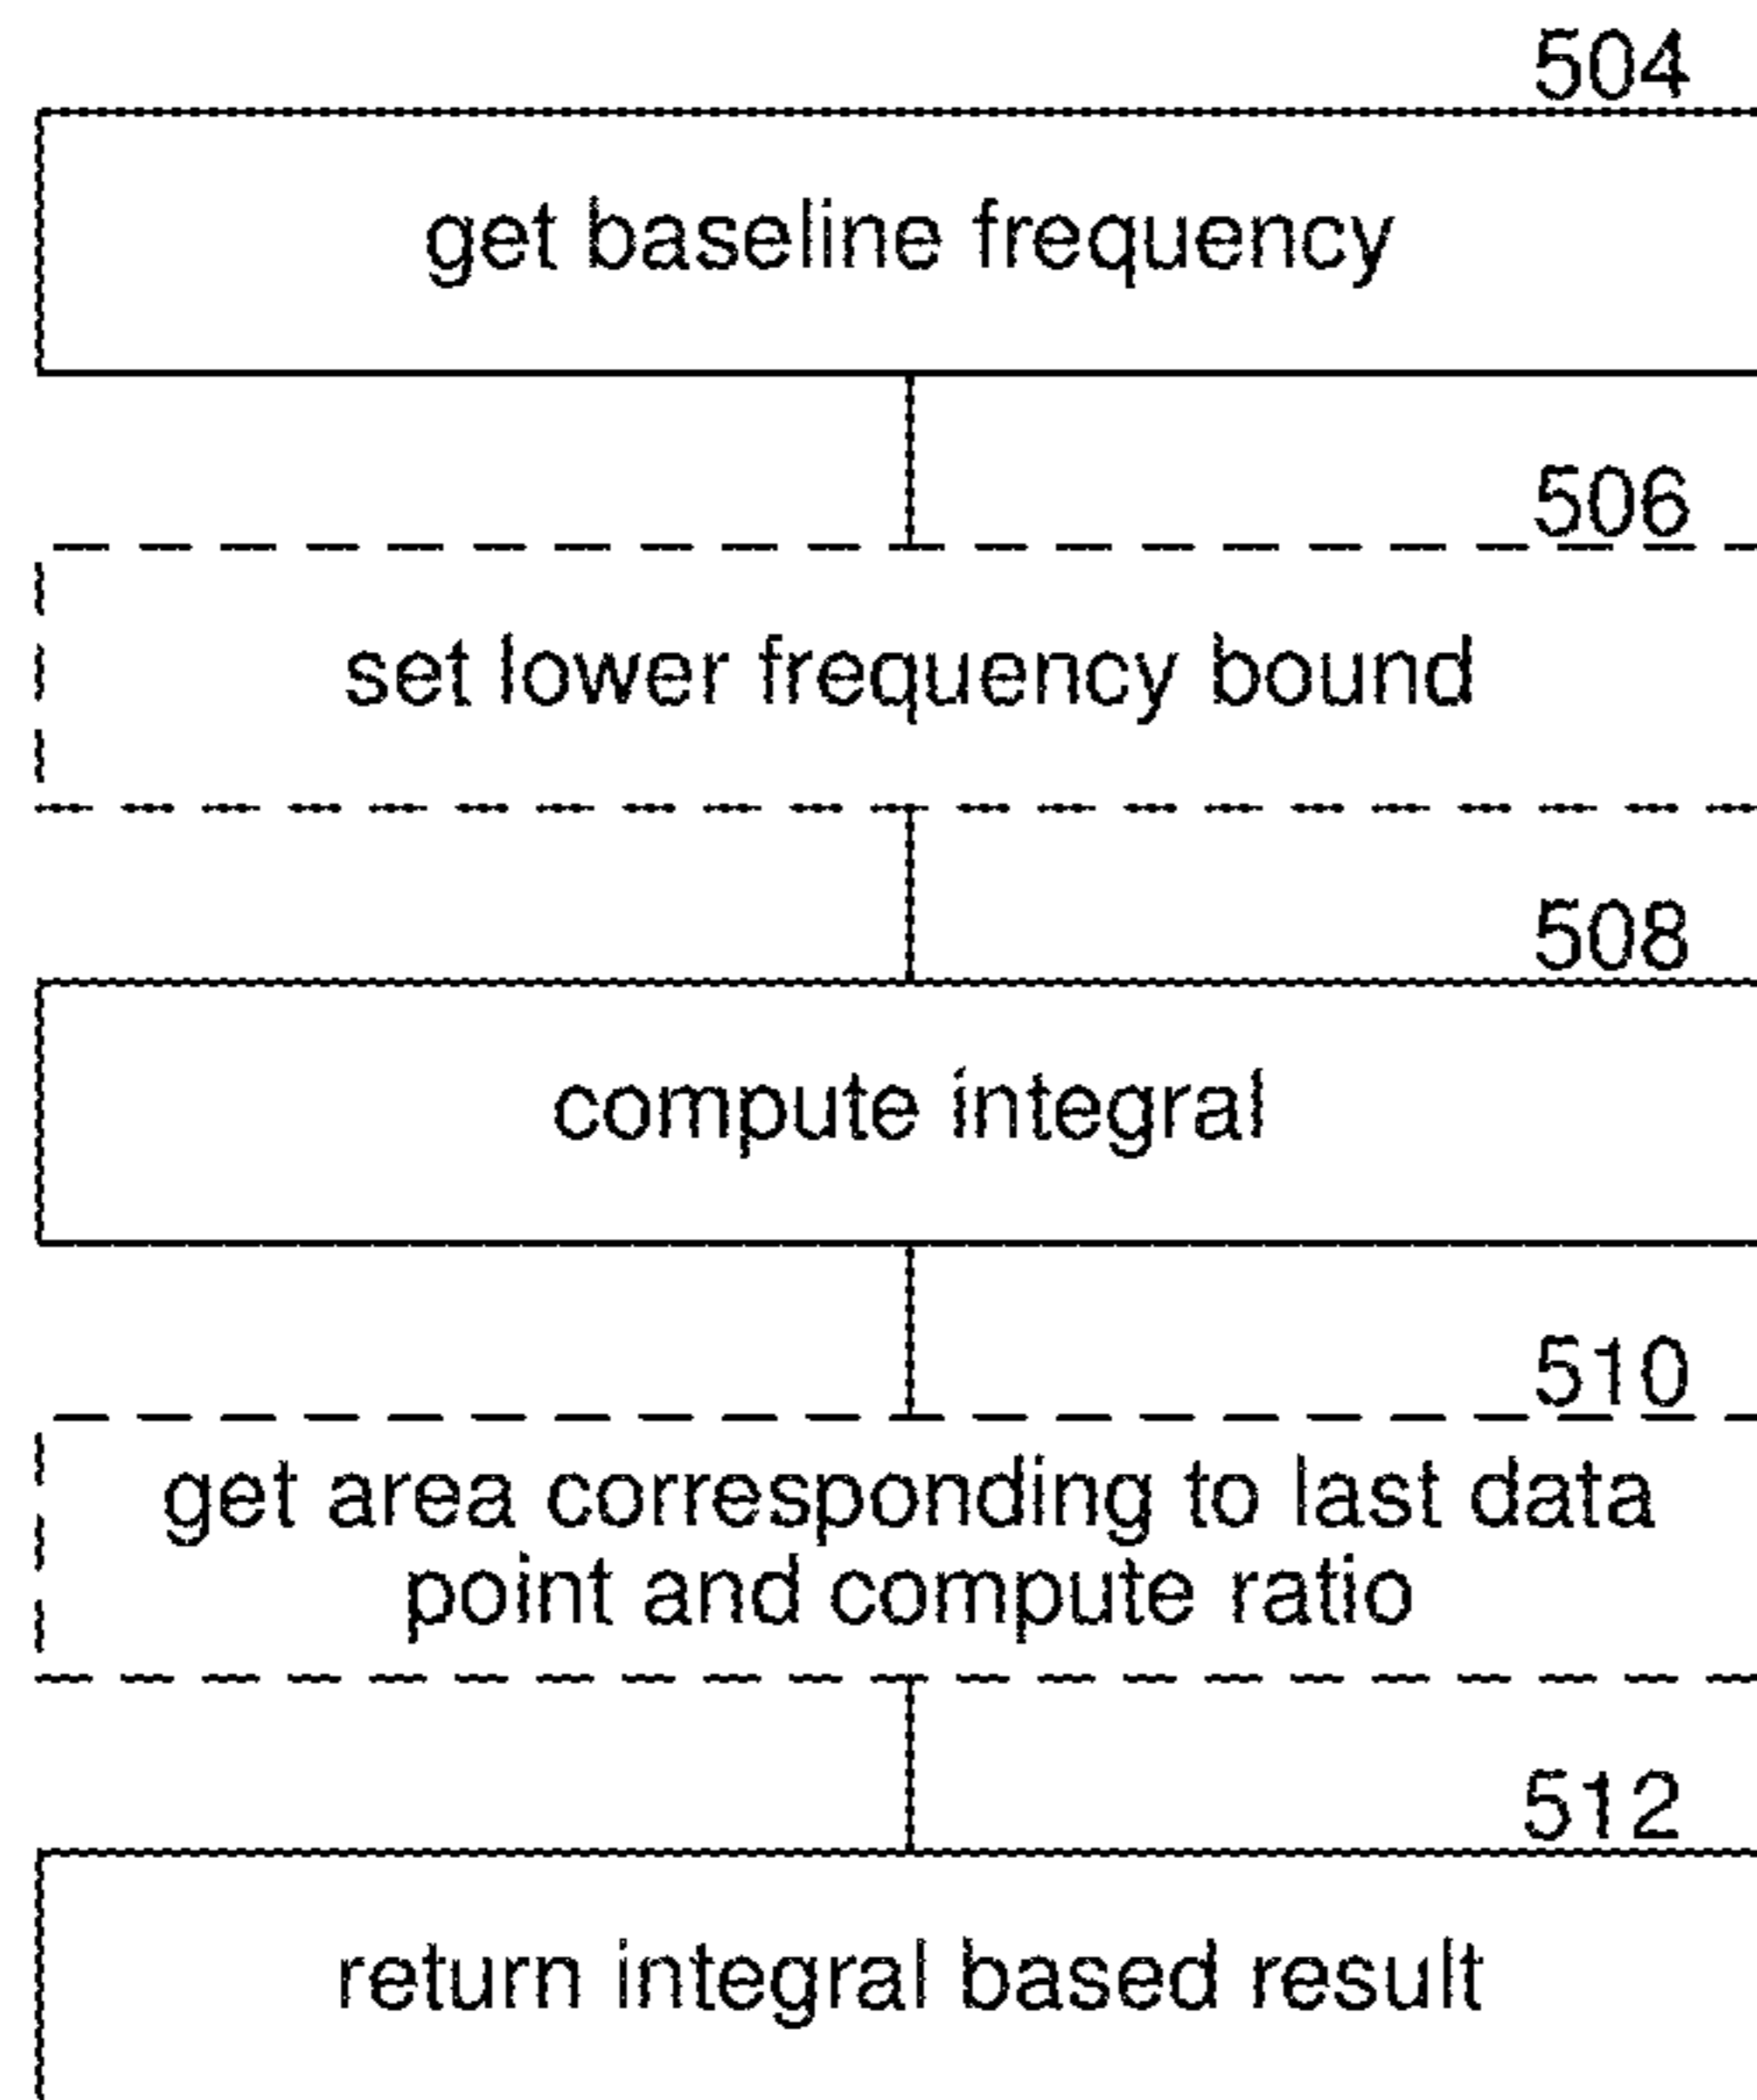 504
get baseline frequency
506
set lower frequency bound
508
compute integral
510
get area corresponding to last data
point and compute ratio
512
return integral based result